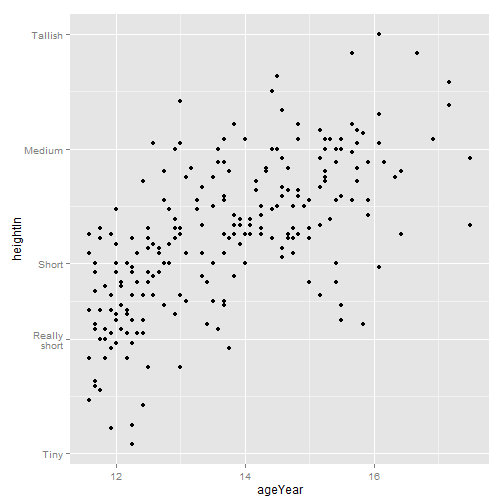 Tallish
Medium
Short
Really
short
Tiny
heightIn
12
14
16
ageYear